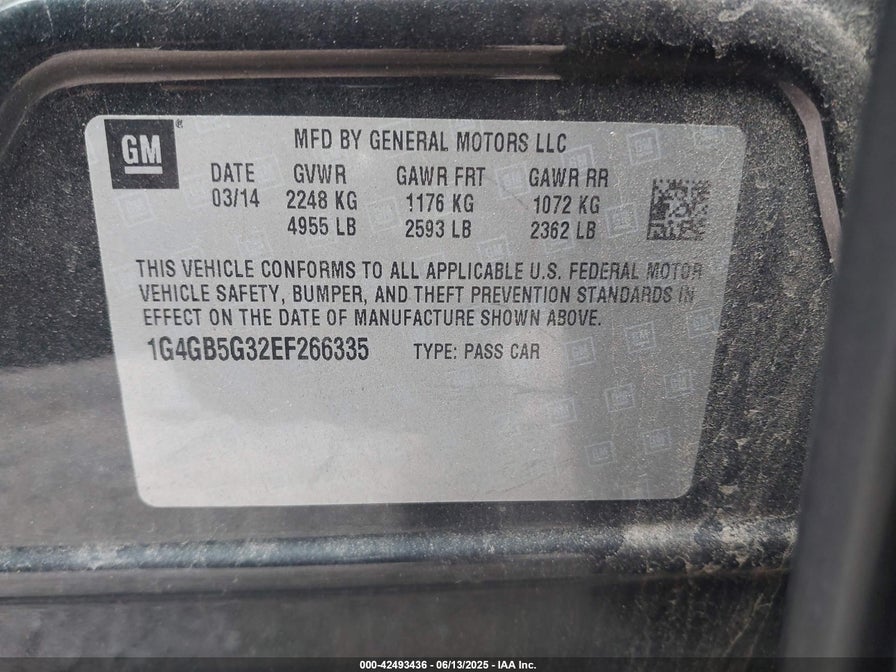 GM
MFD BY GENERAL MOTORS LLC
DATE GVWR GAWR FRT GAWR RR
03/14 2248 KG 1176 KG 1072 KG
4955 LB 2593 LB 2362 LB
THIS VEHICLE CONFORMS TO ALL APPLICABLE U.S. FEDERAL MOTOR
VEHICLE SAFETY, BUMPER, AND THEFT PREVENTION STANDARDS IN
EFFECT ON THE DATE OF MANUFACTURE SHOWN ABOVE.
1G4GB5G32EF266335 TYPE: PASS CAR
000-42493436 - 06/13/2025 - IAA Inc.